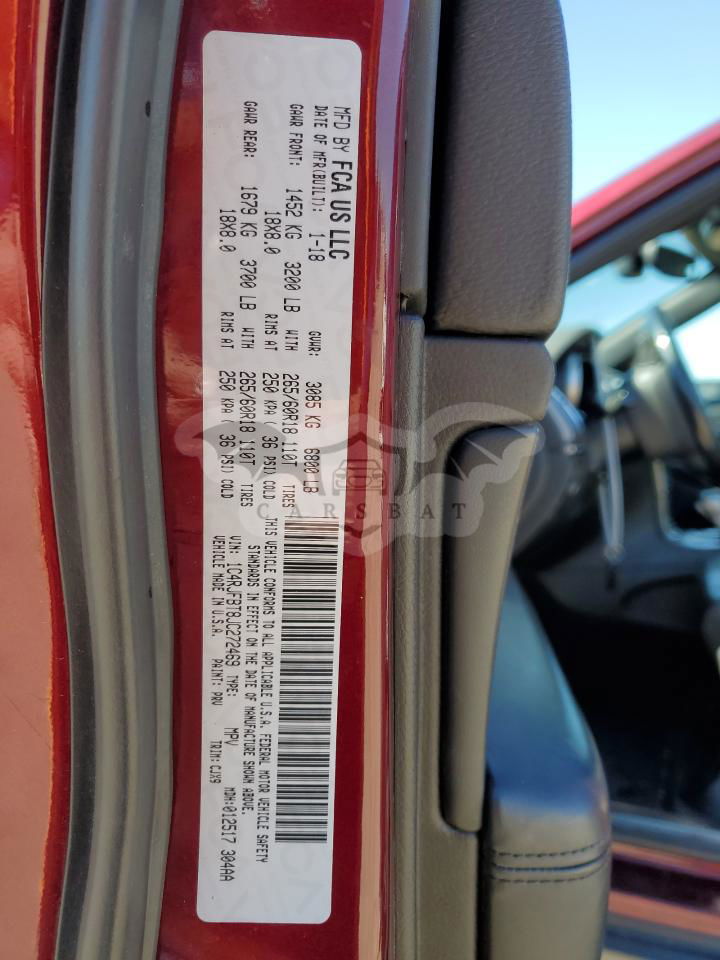 MFD BY FCA US LLC
DATE OF MFR(BUILT): 1-18 GVWR: 3085 KG 6800 LB
GAWR FRONT: 1452 KG 3200 LB WITH 265/60R18 110T TIRES
18X8.0 RIMS AT 250 KPA ( 36 PSI) COLD
GAWR REAR: 1679 KG 3700 LB WITH 265/60R18 110T TIRES
18X8.0 RIMS AT 250 KPA ( 36 PSI) COLD
THIS VEHICLE CONFORMS TO ALL APPLICABLE U.S.A. FEDERAL MOTOR VEHICLE SAFETY
STANDARDS IN EFFECT ON THE DATE OF MANUFACTURE SHOWN ABOVE.
VIN: 1C4RJFBT8JC272469 TYPE: MPV MDH:012517 304AA
VEHICLE MADE IN U.S.A. PAINT: PRV TRIM: CJX9
CARSBAT